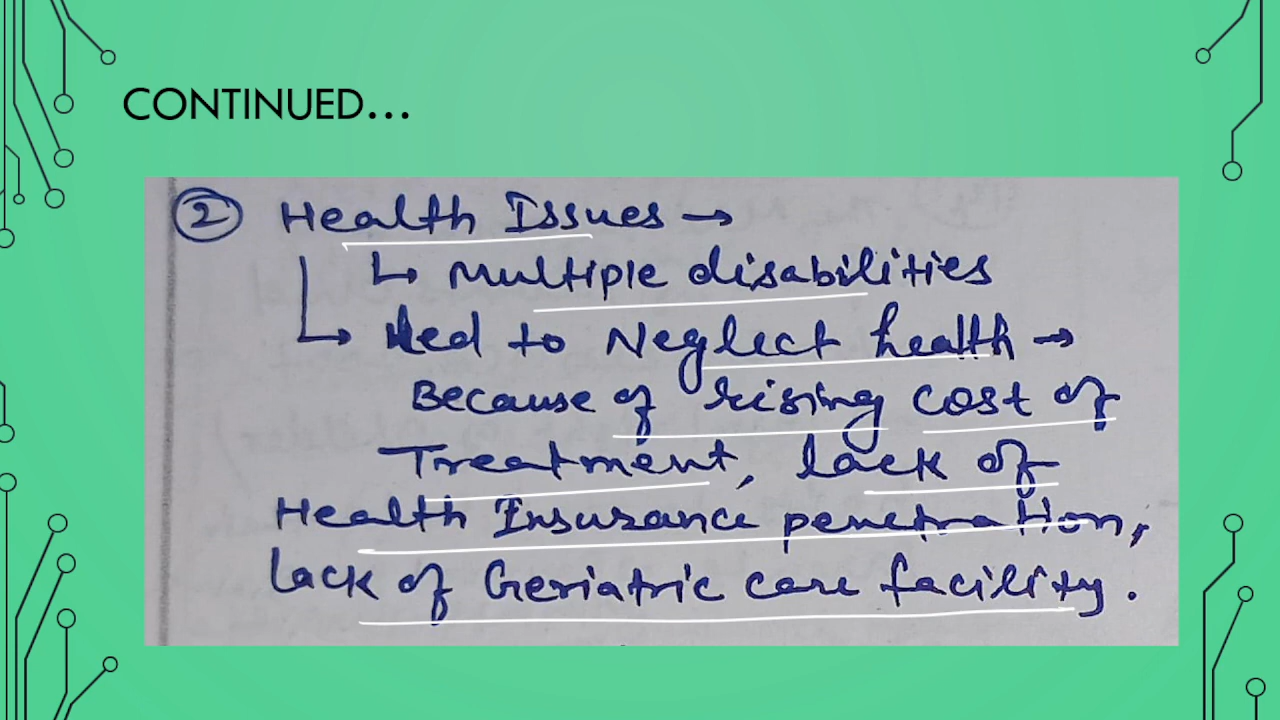 CONTINUED...
② Health Issues →
↳ Multiple disabilities
↳ Led to Neglect health →
Because of rising cost of
Treatment, lack of
Health Insurance penetration,
lack of Geriatric care facility.